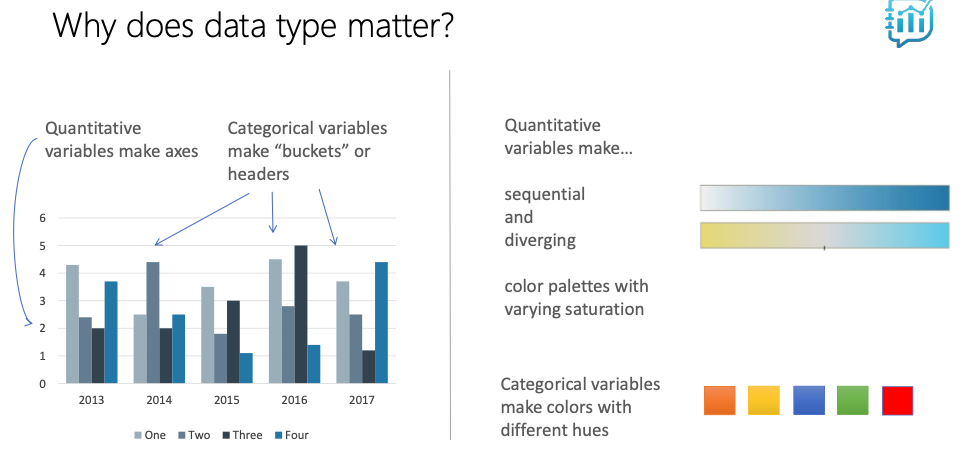 Why does data type matter?
Quantitative
variables make axes
Categorical variables
make “buckets” or
headers
6
5
4
3
2
1
0
2013 2014 2015 2016 2017
One Two Three Four
Quantitative
variables make…
sequential
and
diverging
color palettes with
varying saturation
Categorical variables
make colors with
different hues